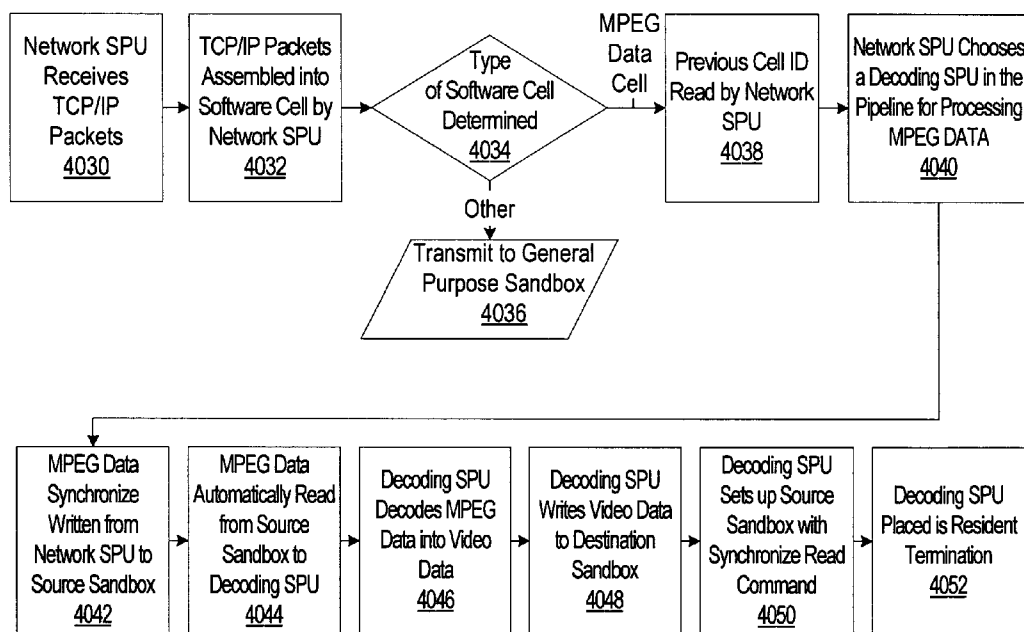 Network SPU
Receives
TCP/IP
Packets
4030
TCP/IP Packets
Assembled into
Software Cell by
Network SPU
4032
Type
of Software Cell
Determined
4034
MPEG
Data
Cell
Other
Transmit to General
Purpose Sandbox
4036
Previous Cell ID
Read by Network
SPU
4038
Network SPU Chooses
a Decoding SPU in the
Pipeline for Processing
MPEG DATA
4040
MPEG Data
Synchronize
Written from
Network SPU to
Source Sandbox
4042
MPEG Data
Automatically Read
from Source
Sandbox to
Decoding SPU
4044
Decoding SPU
Decodes MPEG
Data into Video
Data
4046
Decoding SPU
Writes Video Data
to Destination
Sandbox
4048
Decoding SPU
Sets up Source
Sandbox with
Synchronize Read
Command
4050
Decoding SPU
Placed is Resident
Termination
4052